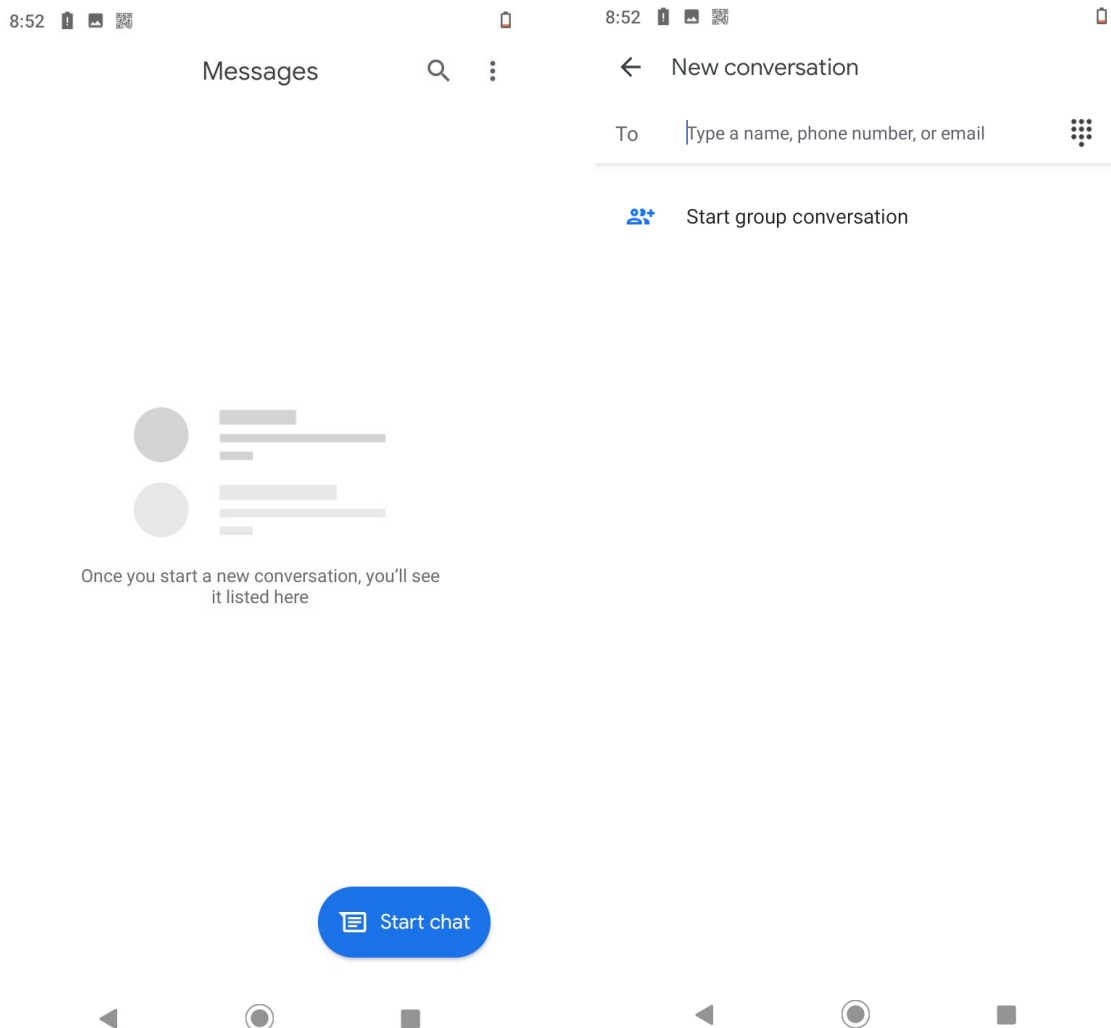 8:52
Messages
Once you start a new conversation, you'll see
it listed here
Start chat
8:52
New conversation
To Type a name, phone number, or email
Start group conversation